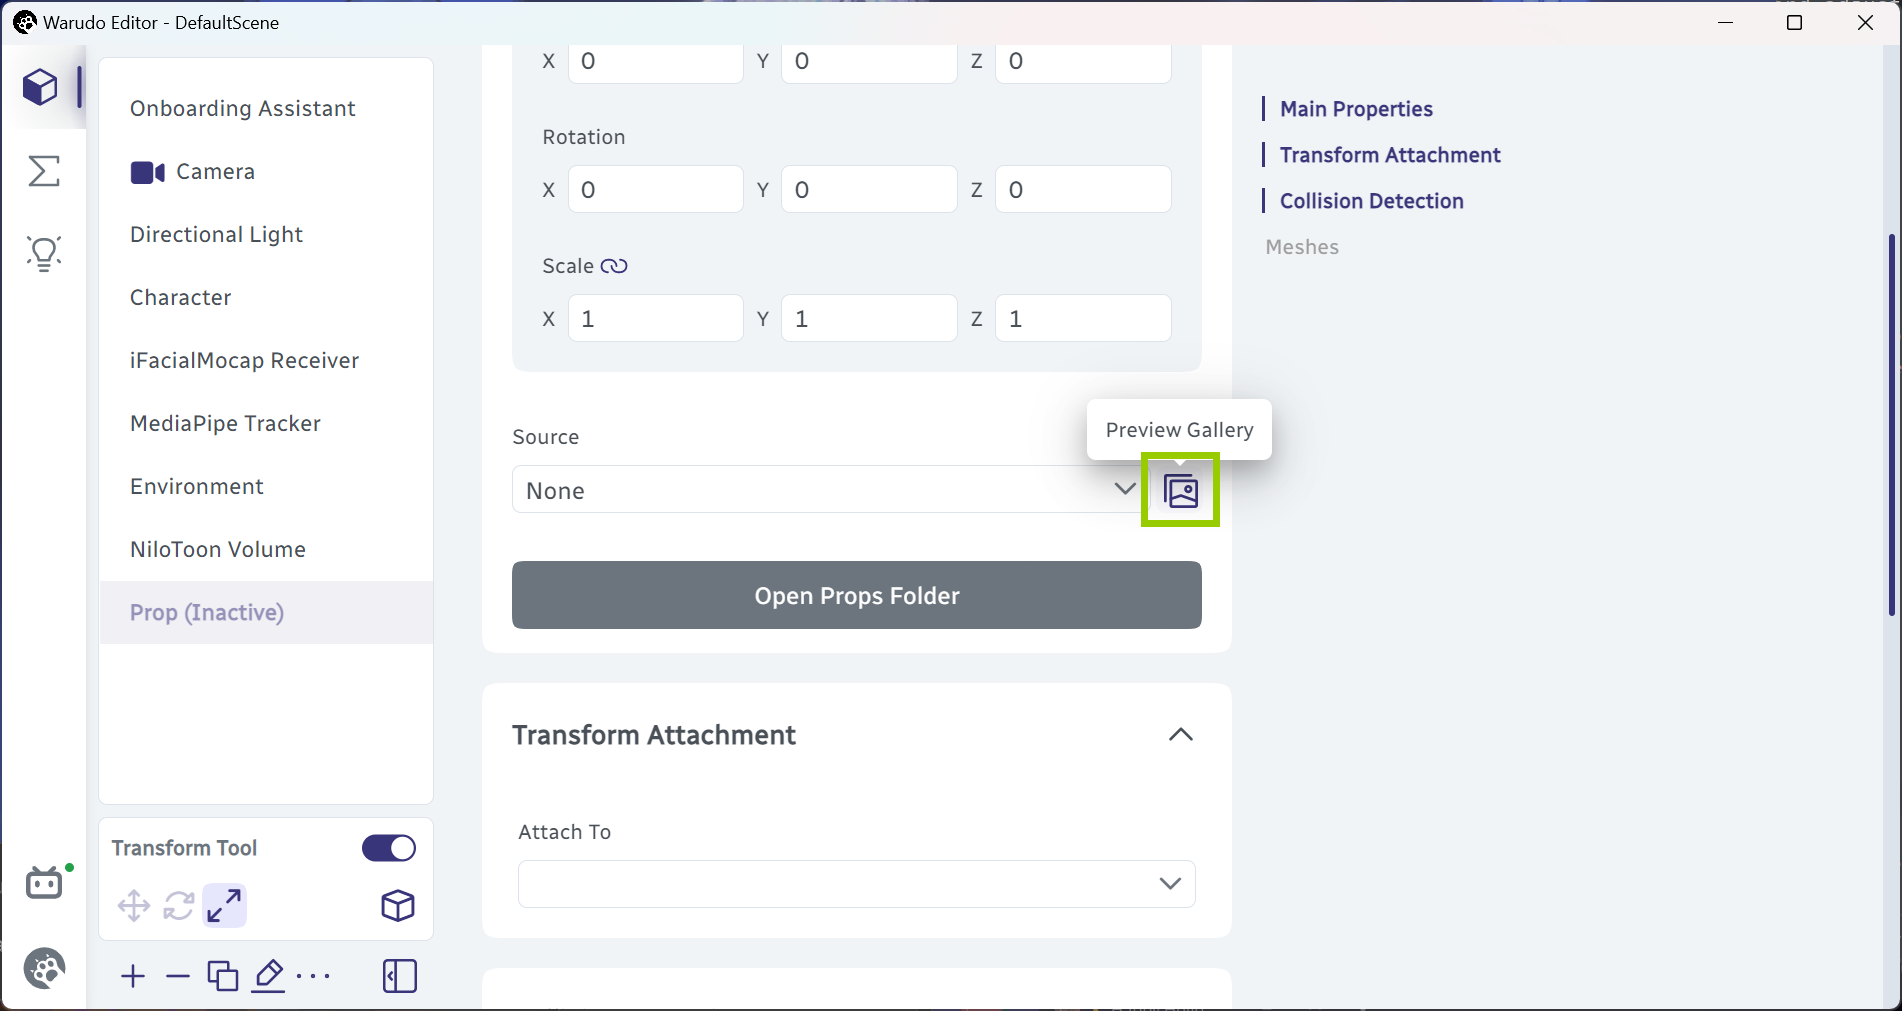 Warudo Editor - DefaultScene
Onboarding Assistant
Camera
Directional Light
Character
iFacialMocap Receiver
MediaPipe Tracker
Environment
NiloToon Volume
Prop (Inactive)
Transform Tool
X 0 Y 0 Z 0
Rotation
X 0 Y 0 Z 0
Scale
X 1 Y 1 Z 1
Preview Gallery
Source
None
Open Props Folder
Transform Attachment
Attach To
Main Properties
Transform Attachment
Collision Detection
Meshes